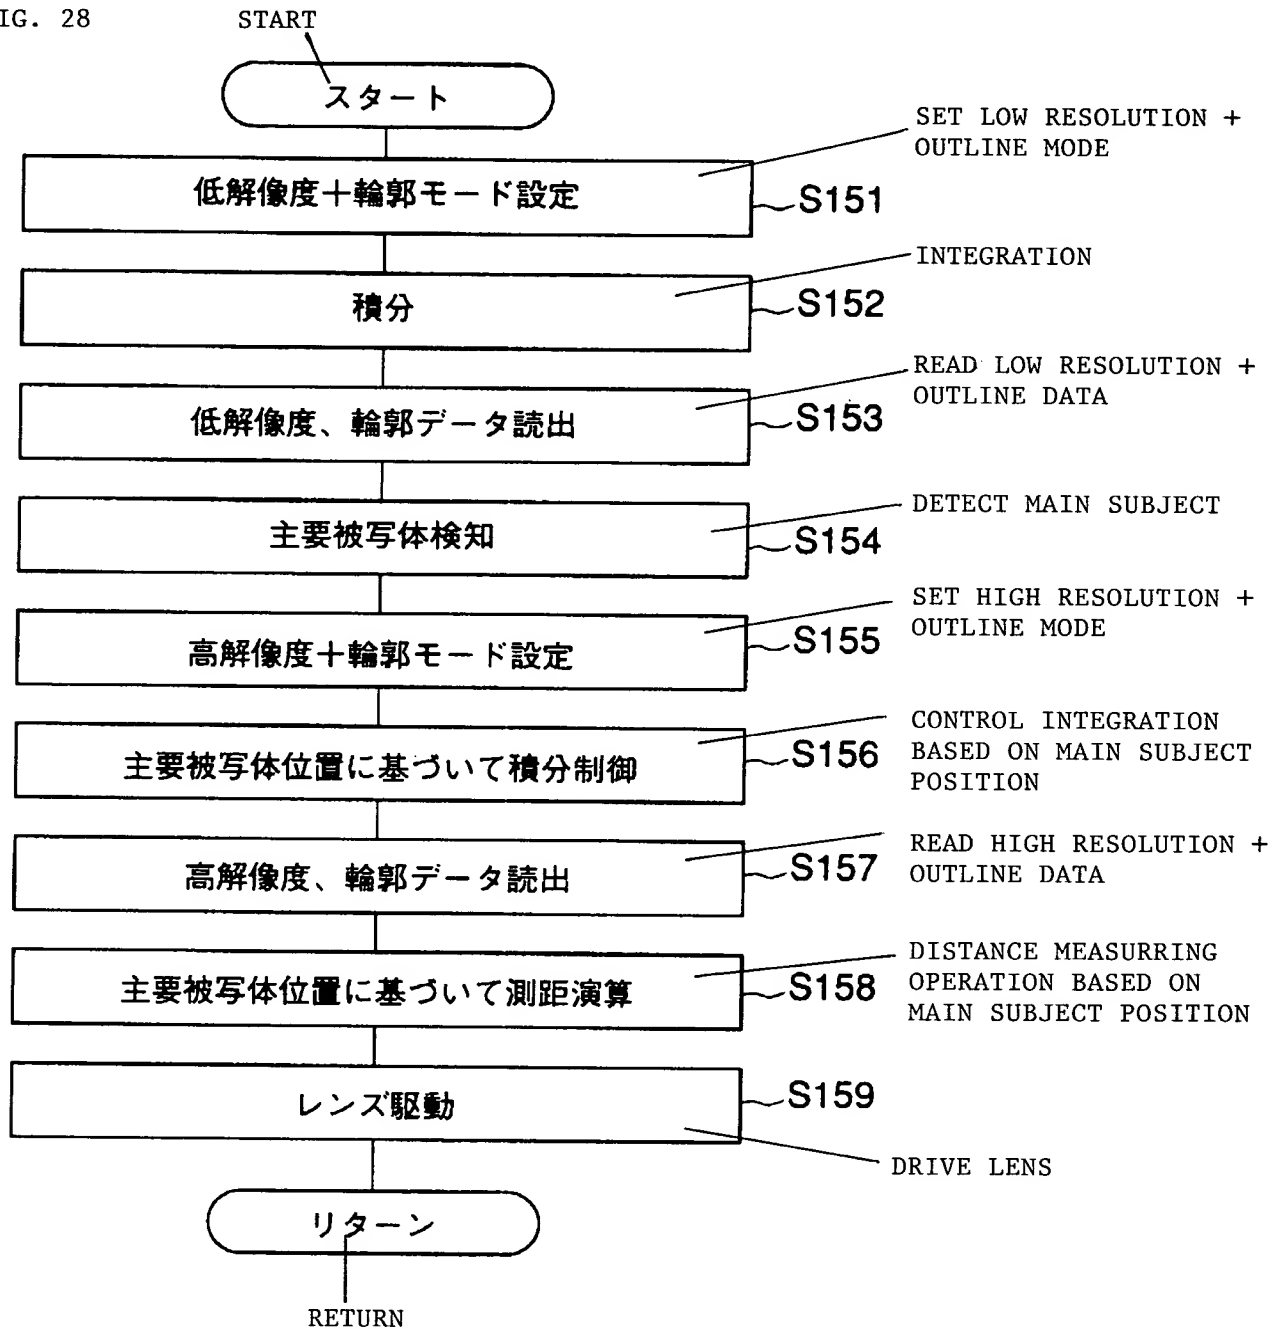 IG. 28
START
スタート
SET LOW RESOLUTION +
OUTLINE MODE
低解像度+輪郭モード設定
S151
INTEGRATION
積分
S152
READ LOW RESOLUTION +
OUTLINE DATA
低解像度、輪郭データ読出
S153
DETECT MAIN SUBJECT
主要被写体検知
S154
SET HIGH RESOLUTION +
OUTLINE MODE
高解像度+輪郭モード設定
S155
CONTROL INTEGRATION
BASED ON MAIN SUBJECT
POSITION
主要被写体位置に基づいて積分制御
S156
READ HIGH RESOLUTION +
OUTLINE DATA
高解像度、輪郭データ読出
S157
DISTANCE MEASURRING
OPERATION BASED ON
MAIN SUBJECT POSITION
主要被写体位置に基づいて測距演算
S158
レンズ駆動
S159
DRIVE LENS
リターン
RETURN